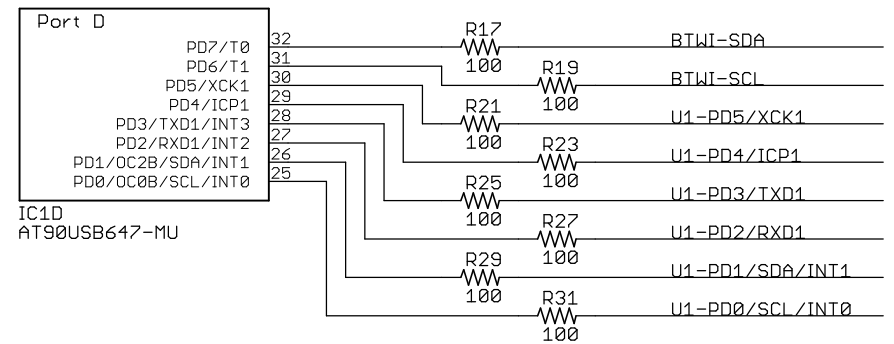 Port D
PD7/T0 32 R17 100 BTWI-SDA
PD6/T1 31 R19 100 BTWI-SCL
PD5/XCK1 30 R21 100 U1-PD5/XCK1
PD4/ICP1 29 R23 100 U1-PD4/ICP1
PD3/TXD1/INT3 28 R25 100 U1-PD3/TXD1
PD2/RXD1/INT2 27 R27 100 U1-PD2/RXD1
PD1/OC2B/SDA/INT1 26 R29 100 U1-PD1/SDA/INT1
PD0/OC0B/SCL/INT0 25 R31 100 U1-PD0/SCL/INT0
IC1D
AT90USB647-MU